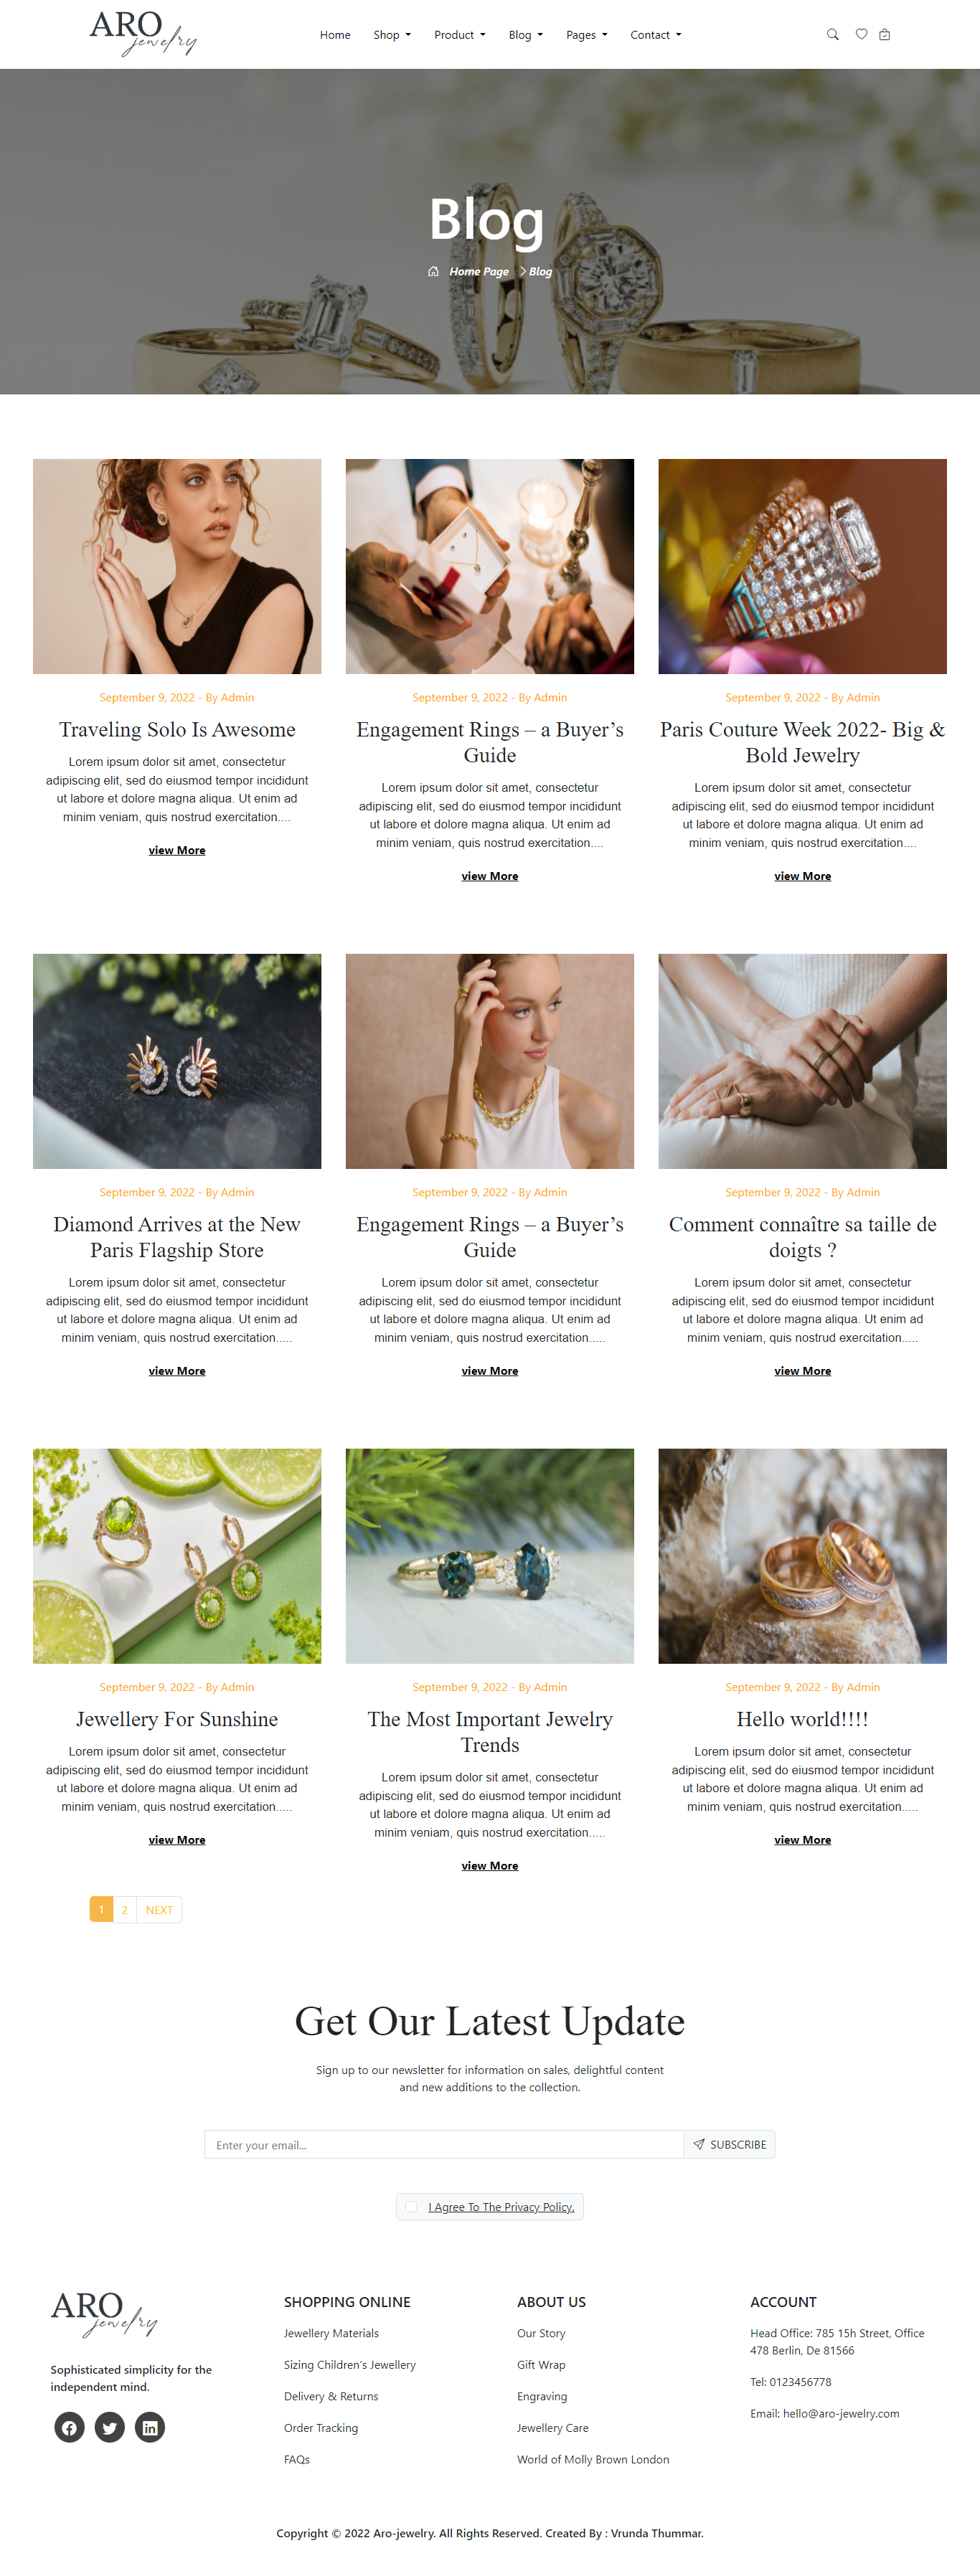 ARO
jewelry
Home Shop Product Blog Pages Contact
Blog
Home Page Blog
September 9, 2022 - By Admin
Traveling Solo Is Awesome
Lorem ipsum dolor sit amet, consectetur
adipiscing elit, sed do eiusmod tempor incididunt
ut labore et dolore magna aliqua. Ut enim ad
minim veniam, quis nostrud exercitation....
view More
September 9, 2022 - By Admin
Engagement Rings – a Buyer’s
Guide
Lorem ipsum dolor sit amet, consectetur
adipiscing elit, sed do eiusmod tempor incididunt
ut labore et dolore magna aliqua. Ut enim ad
minim veniam, quis nostrud exercitation....
view More
September 9, 2022 - By Admin
Paris Couture Week 2022- Big &
Bold Jewelry
Lorem ipsum dolor sit amet, consectetur
adipiscing elit, sed do eiusmod tempor incididunt
ut labore et dolore magna aliqua. Ut enim ad
minim veniam, quis nostrud exercitation....
view More
September 9, 2022 - By Admin
Diamond Arrives at the New
Paris Flagship Store
Lorem ipsum dolor sit amet, consectetur
adipiscing elit, sed do eiusmod tempor incididunt
ut labore et dolore magna aliqua. Ut enim ad
minim veniam, quis nostrud exercitation.....
view More
September 9, 2022 - By Admin
Engagement Rings – a Buyer’s
Guide
Lorem ipsum dolor sit amet, consectetur
adipiscing elit, sed do eiusmod tempor incididunt
ut labore et dolore magna aliqua. Ut enim ad
minim veniam, quis nostrud exercitation.....
view More
September 9, 2022 - By Admin
Comment connaître sa taille de
doigts ?
Lorem ipsum dolor sit amet, consectetur
adipiscing elit, sed do eiusmod tempor incididunt
ut labore et dolore magna aliqua. Ut enim ad
minim veniam, quis nostrud exercitation.....
view More
September 9, 2022 - By Admin
Jewellery For Sunshine
Lorem ipsum dolor sit amet, consectetur
adipiscing elit, sed do eiusmod tempor incididunt
ut labore et dolore magna aliqua. Ut enim ad
minim veniam, quis nostrud exercitation.....
view More
September 9, 2022 - By Admin
The Most Important Jewelry
Trends
Lorem ipsum dolor sit amet, consectetur
adipiscing elit, sed do eiusmod tempor incididunt
ut labore et dolore magna aliqua. Ut enim ad
minim veniam, quis nostrud exercitation.....
view More
September 9, 2022 - By Admin
Hello world!!!!
Lorem ipsum dolor sit amet, consectetur
adipiscing elit, sed do eiusmod tempor incididunt
ut labore et dolore magna aliqua. Ut enim ad
minim veniam, quis nostrud exercitation.....
view More
1 2 NEXT
Get Our Latest Update
Sign up to our newsletter for information on sales, delightful content
and new additions to the collection.
Enter your email... SUBSCRIBE
I Agree To The Privacy Policy.
ARO
jewelry
Sophisticated simplicity for the
independent mind.
SHOPPING ONLINE
Jewellery Materials
Sizing Children's Jewellery
Delivery & Returns
Order Tracking
FAQs
ABOUT US
Our Story
Gift Wrap
Engraving
Jewellery Care
World of Molly Brown London
ACCOUNT
Head Office: 785 15h Street, Office
478 Berlin, De 81566
Tel: 0123456778
Email: hello@aro-jewelry.com
Copyright © 2022 Aro-jewelry. All Rights Reserved. Created By : Vrunda Thummar.